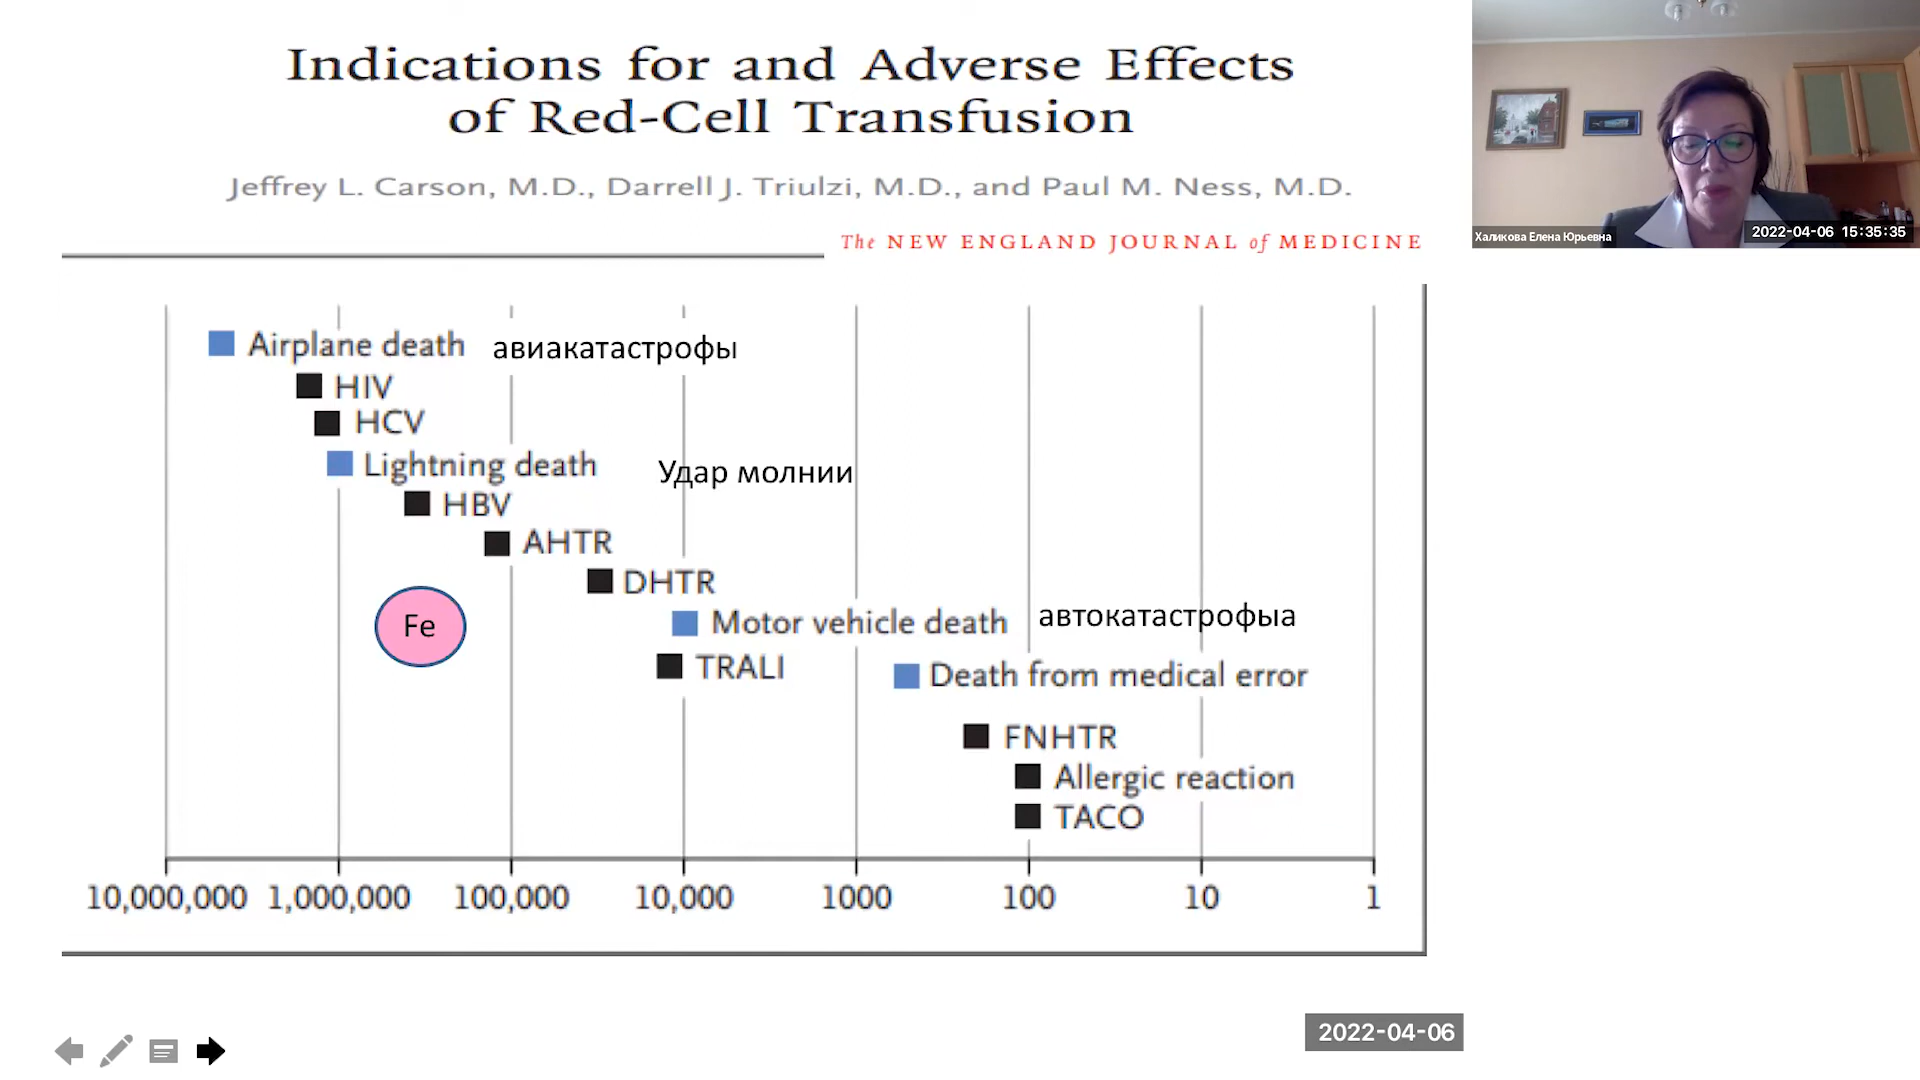 Indications for and Adverse Effects
of Red-Cell Transfusion
Jeffrey L. Carson, M.D., Darrell J. Triulzi, M.D., and Paul M. Ness, M.D.
The NEW ENGLAND JOURNAL of MEDICINE
Халикова Елена Юрьевна
2022-04-06 15:35:35
Airplane death авиакатастрофы
HIV
HCV
Lightning death Удар молнии
HBV
AHTR
DHTR
Fe
Motor vehicle death автокатастрофыа
TRALI
Death from medical error
FNHTR
Allergic reaction
TACO
10,000,000 1,000,000 100,000 10,000 1000 100 10 1
2022-04-06